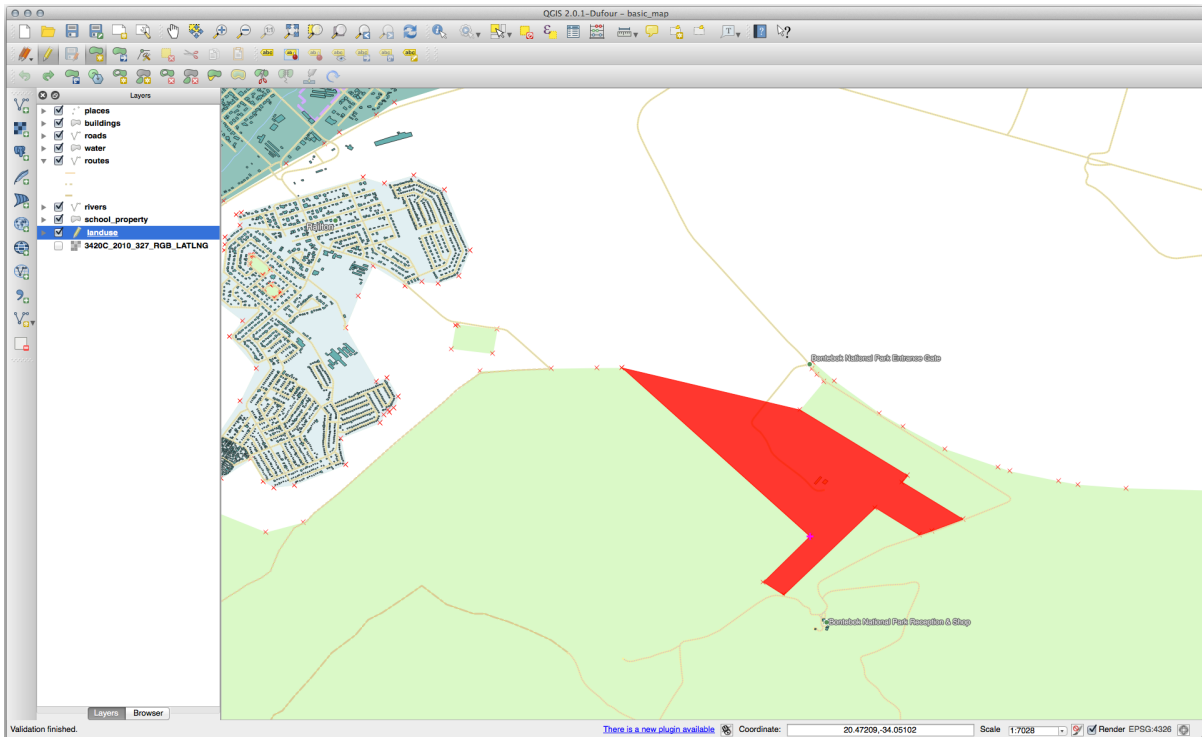 QGIS 2.0.1-Dufour - basic_map
Layers
places
buildings
roads
water
routes
rivers
school_property
landuse
3420C_2010_327_RGB_LATLNG
Railton
Bontebok National Park Entrance Gate
Bontebok National Park Reception & Shop
Layers Browser
Validation finished.
There is a new plugin available Coordinate: 20.47209,-34.05102 Scale 1:7028 Render EPSG:4326